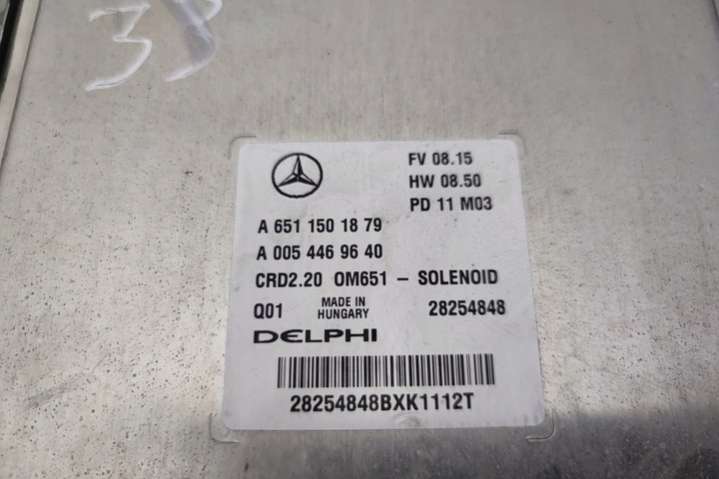 35
FV 08.15
HW 08.50
PD 11 M03
A 651 150 18 79
A 005 446 96 40
CRD2.20 OM651 – SOLENOID
Q01 MADE IN HUNGARY 28254848
DELPHI
28254848BXK1112T